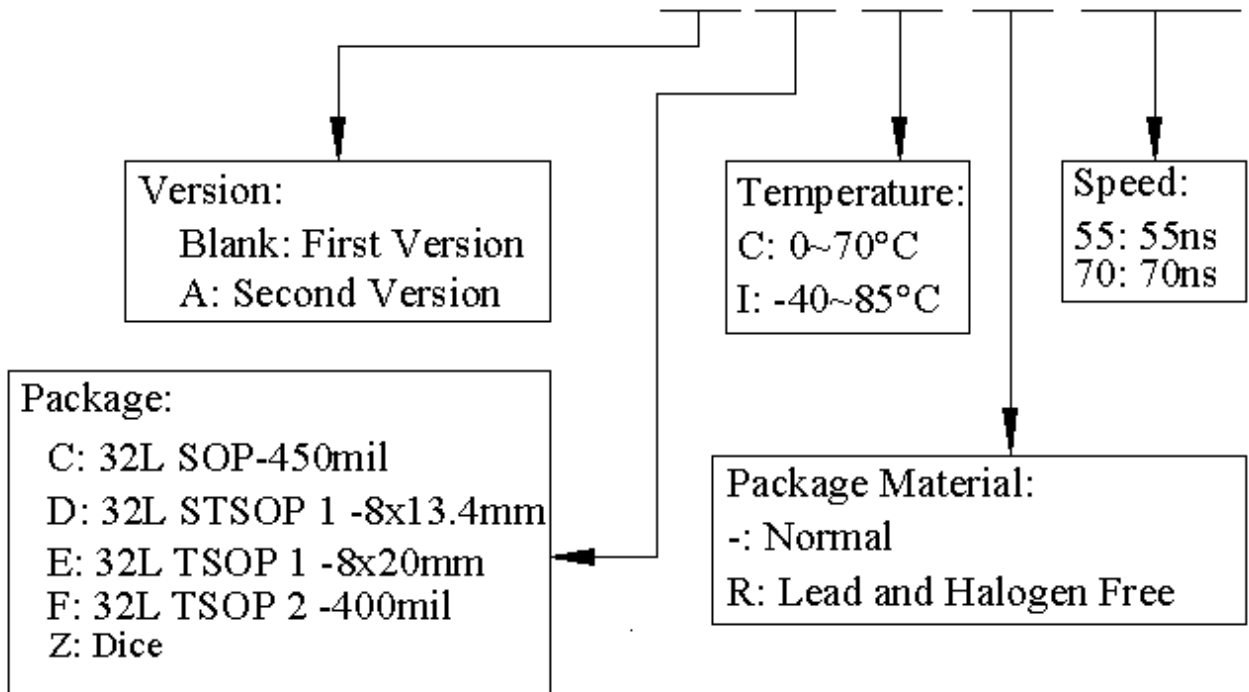 Version:
Blank: First Version
A: Second Version
Temperature:
C: 0~70°C
I: -40~85°C
Speed:
55: 55ns
70: 70ns
Package:
C: 32L SOP-450mil
D: 32L STSOP 1 -8x13.4mm
E: 32L TSOP 1 -8x20mm
F: 32L TSOP 2 -400mil
Z: Dice
Package Material:
-: Normal
R: Lead and Halogen Free